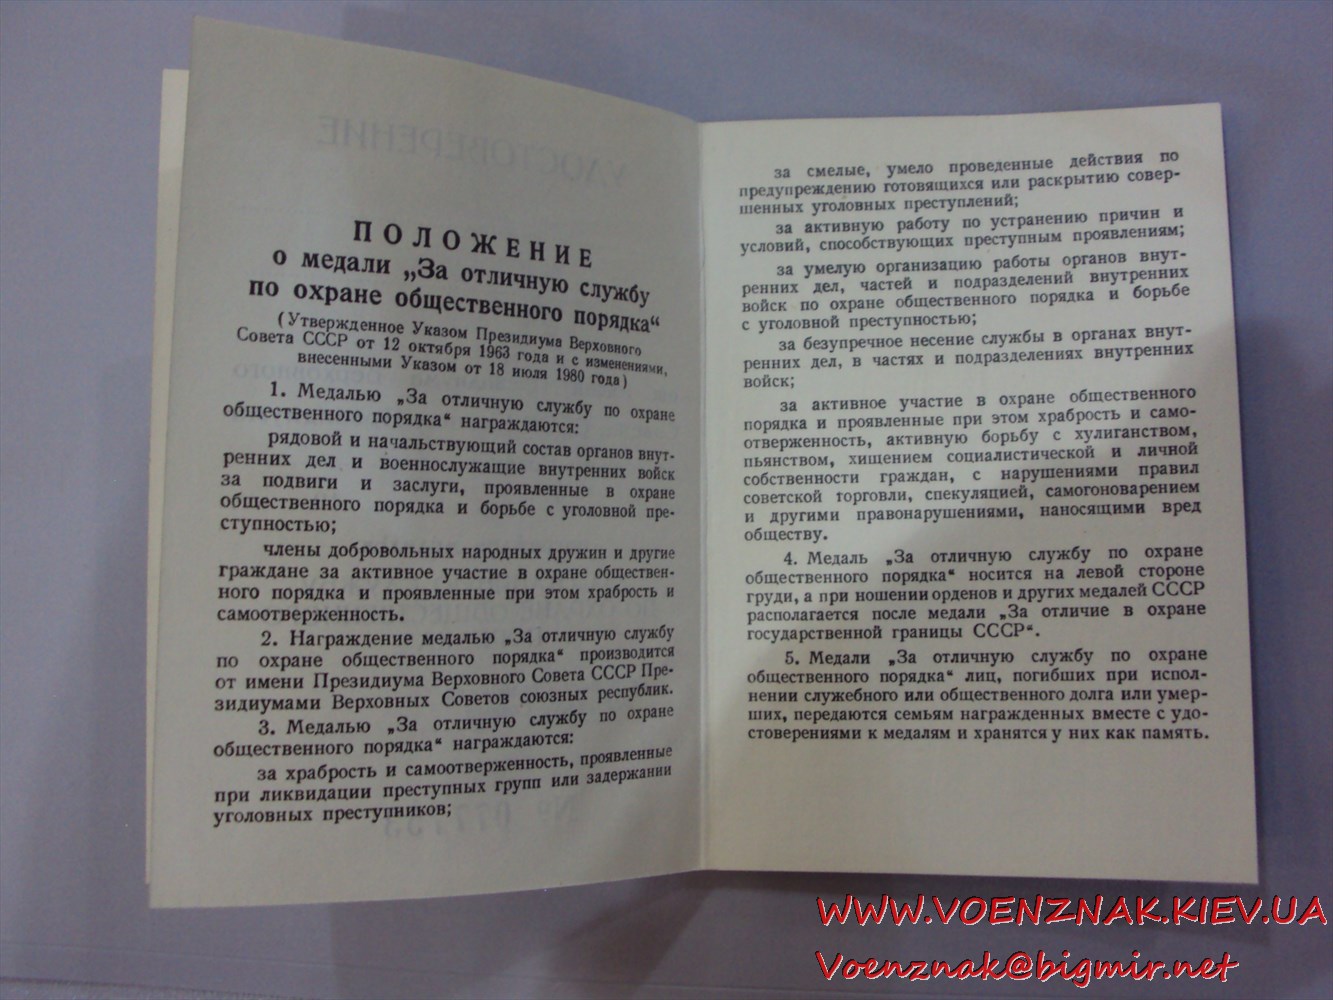 ПОЛОЖЕНИЕ
о медали „За отличную службу
по охране общественного порядка“
(Утвержденное Указом Президиума Верховного
Совета СССР от 12 октября 1963 года и с изменениями,
внесенными Указом от 18 июля 1980 года)
1. Медалью „За отличную службу по охране
общественного порядка“ награждаются:
рядовой и начальствующий состав органов внут-
ренних дел и военнослужащие внутренних войск
за подвиги и заслуги, проявленные в охране
общественного порядка и борьбе с уголовной пре-
ступностью;
члены добровольных народных дружин и другие
граждане за активное участие в охране обществен-
ного порядка и проявленные при этом храбрость и
самоотверженность.
2. Награждение медалью „За отличную службу
по охране общественного порядка“ производится
от имени Президиума Верховного Совета СССР Пре-
зидиумами Верховных Советов союзных республик.
3. Медалью „За отличную службу по охране
общественного порядка“ награждаются:
за храбрость и самоотверженность, проявленные
при ликвидации преступных групп или задержании
уголовных преступников;
за смелые, умело проведенные действия по
предупреждению готовящихся или раскрытию совер-
шенных уголовных преступлений;
за активную работу по устранению причин и
условий, способствующих преступным проявлениям;
за умелую организацию работы органов внут-
ренних дел, частей и подразделений внутренних
войск по охране общественного порядка и борьбе
с уголовной преступностью;
за безупречное несение службы в органах внут-
ренних дел, в частях и подразделениях внутренних
войск;
за активное участие в охране общественного
порядка и проявленные при этом храбрость и само-
отверженность, активную борьбу с хулиганством,
пьянством, хищением социалистической и личной
собственности граждан, с нарушениями правил
советской торговли, спекуляцией, самогоноварением
и другими правонарушениями, наносящими вред
обществу.
4. Медаль „За отличную службу по охране
общественного порядка“ носится на левой стороне
груди, а при ношении орденов и других медалей СССР
располагается после медали „За отличие в охране
государственной границы СССР“.
5. Медали „За отличную службу по охране
общественного порядка“ лиц, погибших при испол-
нении служебного или общественного долга или умер-
ших, передаются семьям награжденных вместе с удо-
стоверениями к медалям и хранятся у них как память.
WWW.VOENZNAK.KIEV.UA
Voenznak@bigmir.net